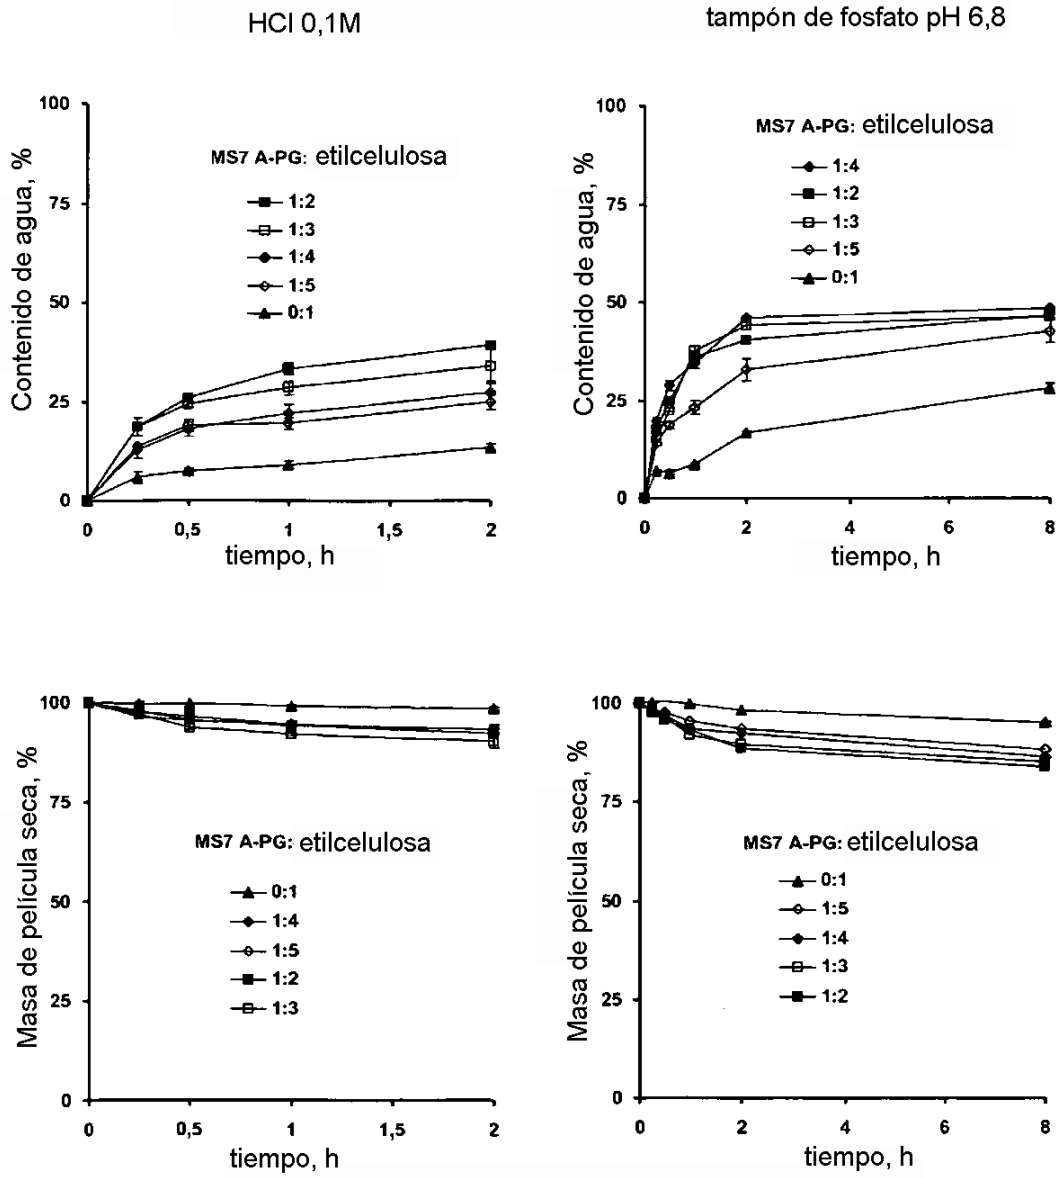 HCl 0,1M
tampón de fosfato pH 6,8
Contenido de agua, %
100
75
50
25
0
MS7 A-PG: etilcelulosa
1:2
1:3
1:4
1:5
0:1
0 0,5 1 1,5 2
tiempo, h
Contenido de agua, %
100
75
50
25
0
MS7 A-PG: etilcelulosa
1:4
1:2
1:3
1:5
0:1
0 2 4 6 8
tiempo, h
Masa de película seca, %
100
75
50
25
0
MS7 A-PG: etilcelulosa
0:1
1:4
1:5
1:2
1:3
0 0,5 1 1,5 2
tiempo, h
Masa de película seca, %
100
75
50
25
0
MS7 A-PG: etilcelulosa
0:1
1:5
1:4
1:3
1:2
0 2 4 6 8
tiempo, h